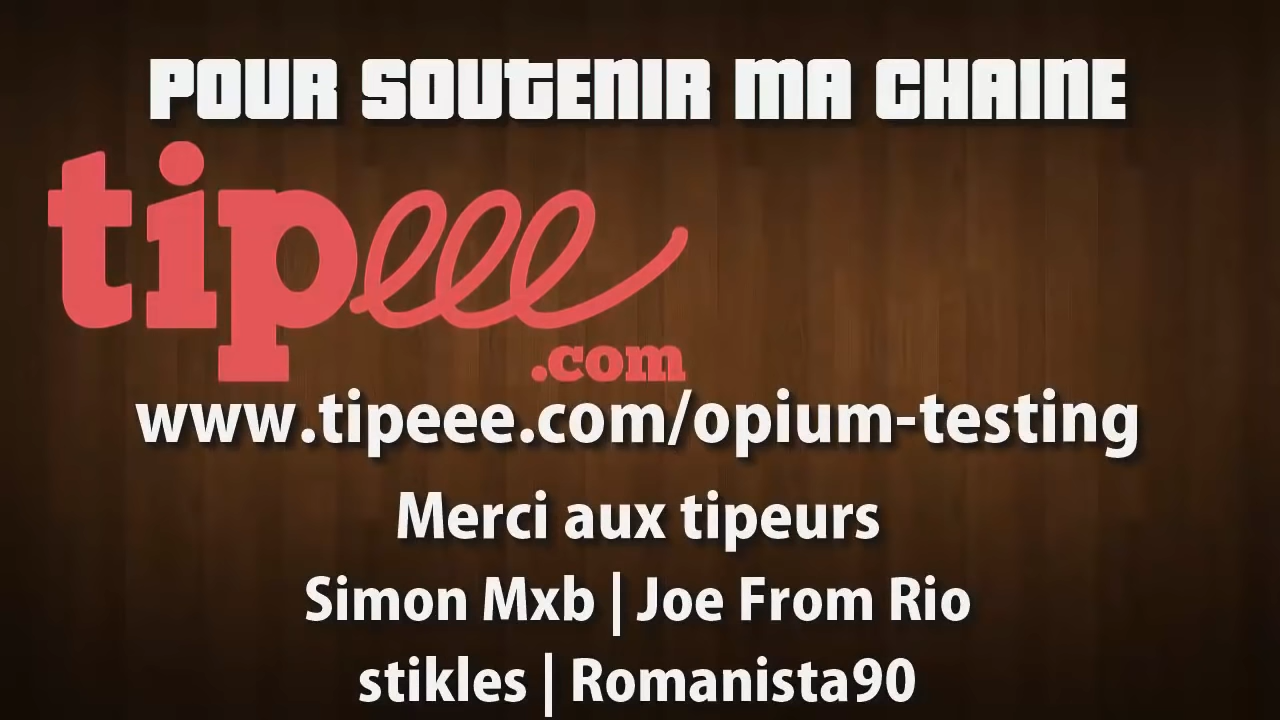 POUR SOUTENIR MA CHAINE
tipeee
.com
www.tipeee.com/opium-testing
Merci aux tipeurs
Simon Mxb | Joe From Rio
stikles | Romanista90